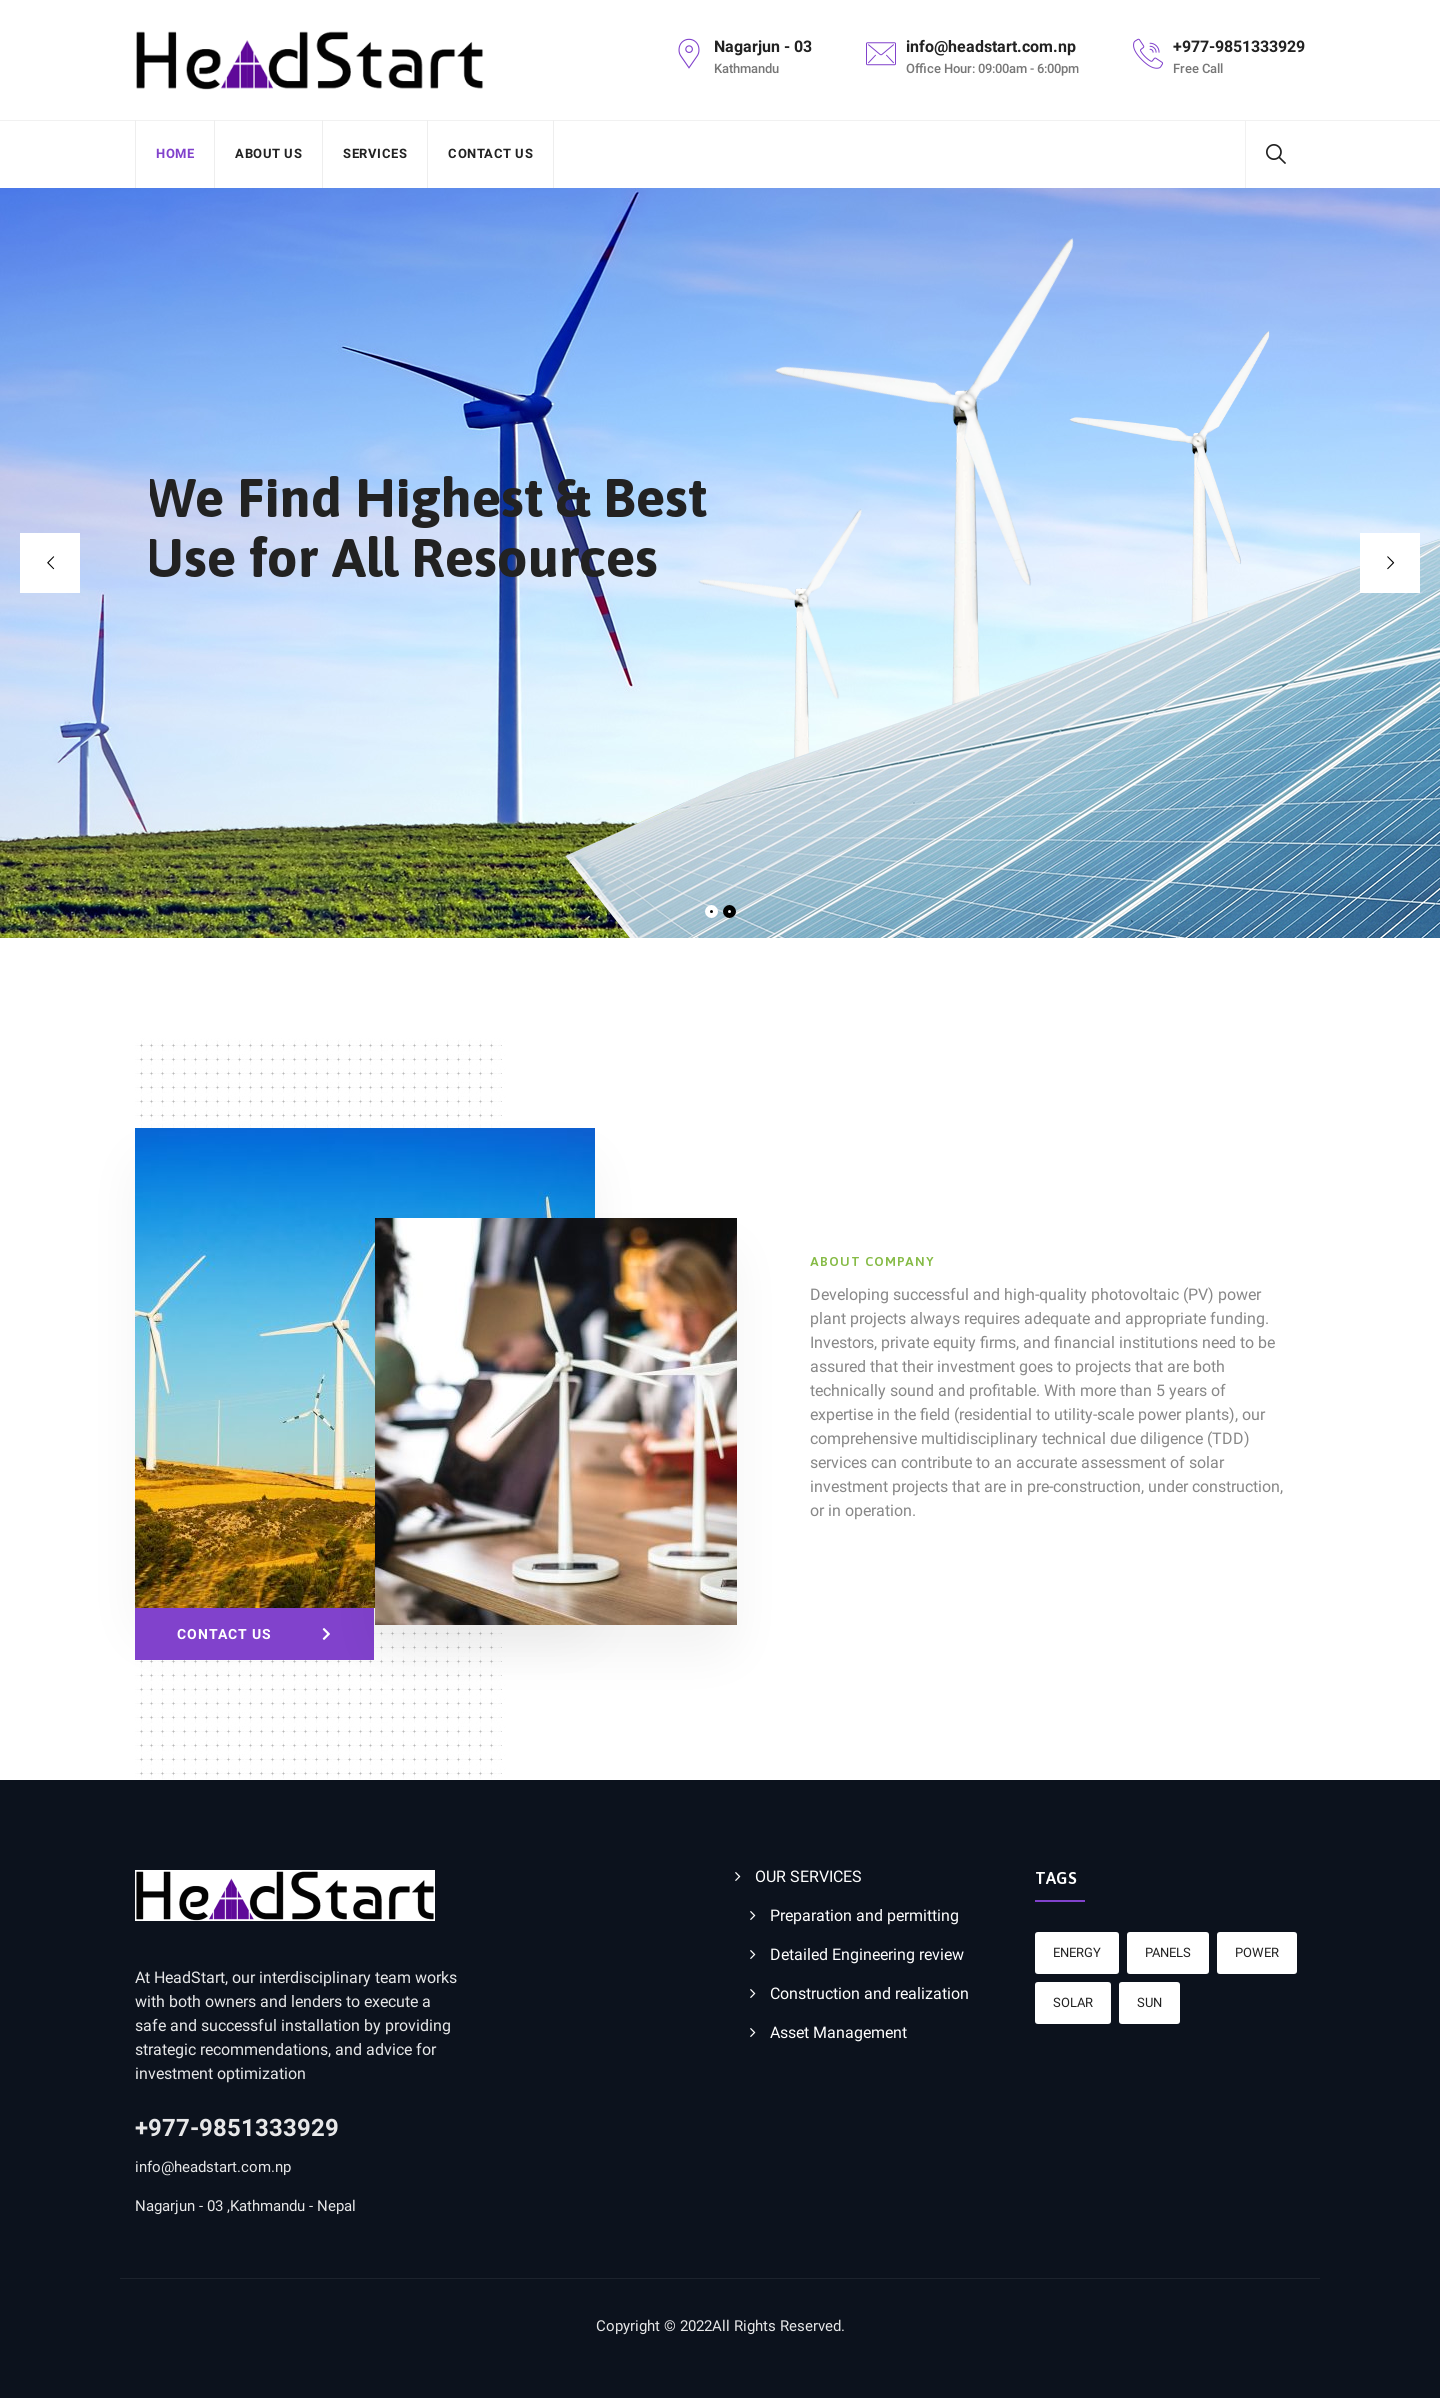 HeadStart
Nagarjun - 03
Kathmandu
info@headstart.com.np
Office Hour: 09:00am - 6:00pm
+977-9851333929
Free Call
HOME
ABOUT US
SERVICES
CONTACT US
We Find Highest & Best
Use for All Resources
ABOUT COMPANY
Developing successful and high-quality photovoltaic (PV) power
plant projects always requires adequate and appropriate funding.
Investors, private equity firms, and financial institutions need to be
assured that their investment goes to projects that are both
technically sound and profitable. With more than 5 years of
expertise in the field (residential to utility-scale power plants), our
comprehensive multidisciplinary technical due diligence (TDD)
services can contribute to an accurate assessment of solar
investment projects that are in pre-construction, under construction,
or in operation.
CONTACT US
HeadStart
At HeadStart, our interdisciplinary team works
with both owners and lenders to execute a
safe and successful installation by providing
strategic recommendations, and advice for
investment optimization
+977-9851333929
info@headstart.com.np
Nagarjun - 03 ,Kathmandu - Nepal
OUR SERVICES
Preparation and permitting
Detailed Engineering review
Construction and realization
Asset Management
TAGS
ENERGY
PANELS
POWER
SOLAR
SUN
Copyright © 2022All Rights Reserved.